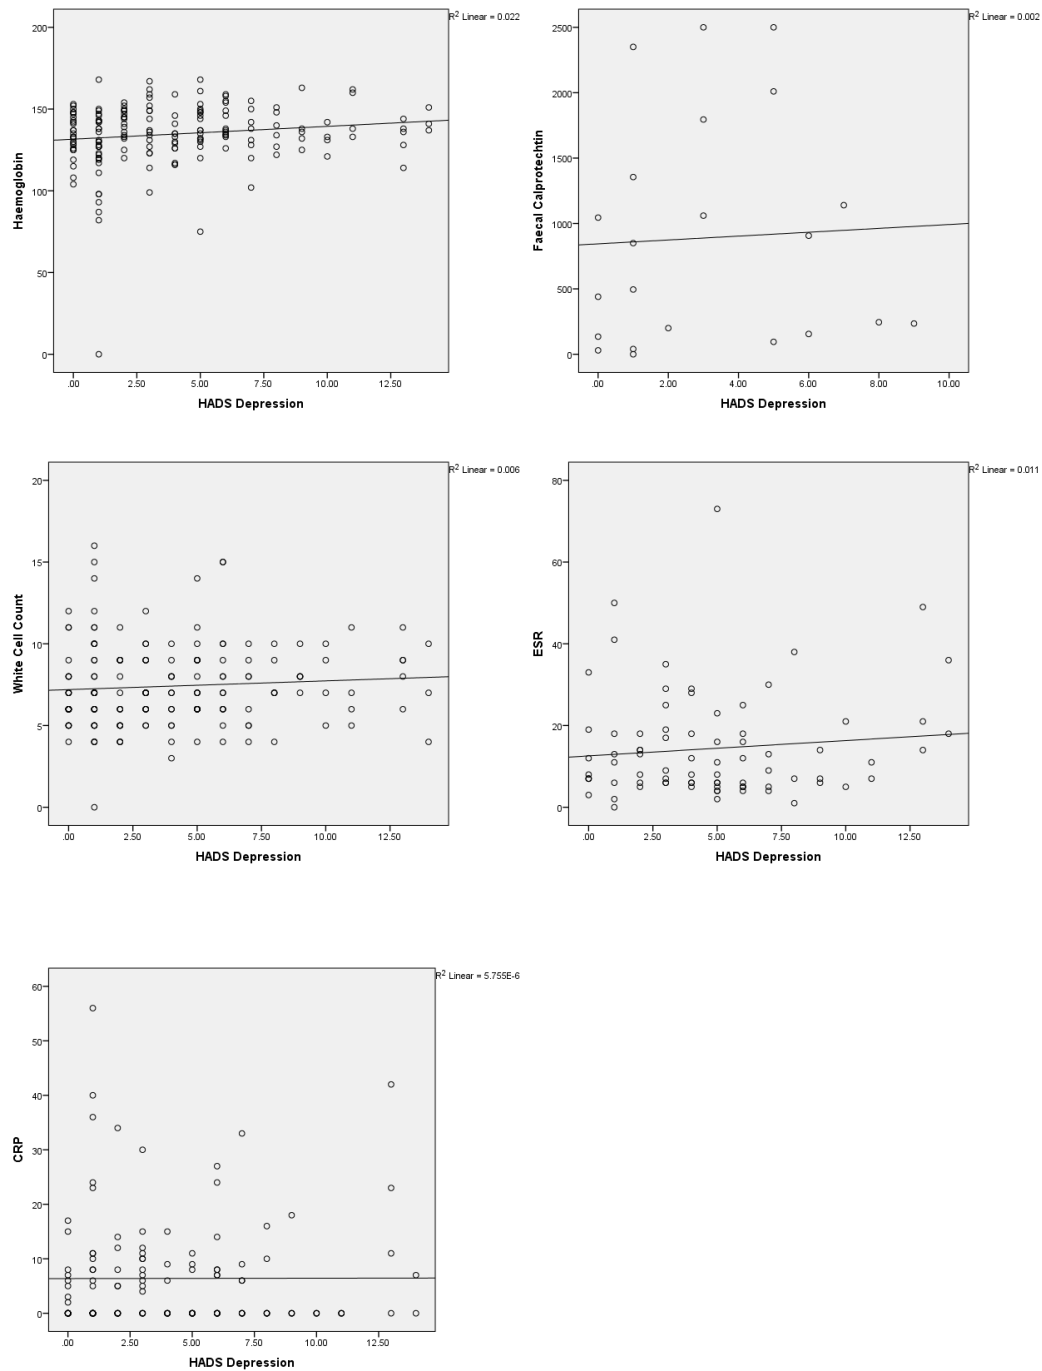 R² Linear = 0.022
200
150
100
50
0
Haemoglobin
.00 2.50 5.00 7.50 10.00 12.50
HADS Depression
R² Linear = 0.002
2500
2000
1500
1000
500
0
Faecal Calprotechtin
.00 2.00 4.00 6.00 8.00 10.00
HADS Depression
R² Linear = 0.006
20
15
10
5
0
White Cell Count
.00 2.50 5.00 7.50 10.00 12.50
HADS Depression
R² Linear = 0.011
80
60
40
20
0
ESR
.00 2.50 5.00 7.50 10.00 12.50
HADS Depression
R² Linear = 5.755E-6
60
50
40
30
20
10
0
CRP
.00 2.50 5.00 7.50 10.00 12.50
HADS Depression